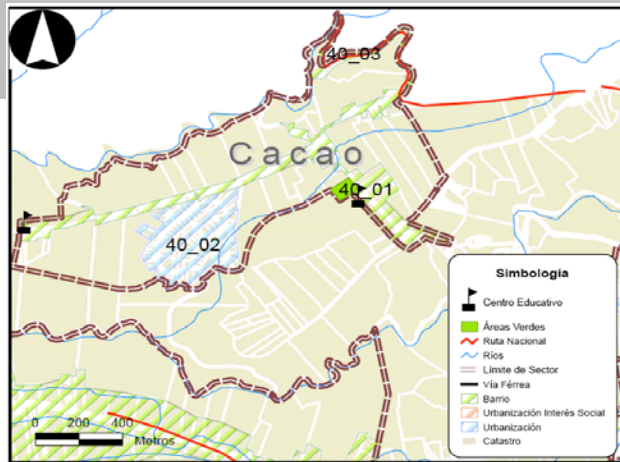 40_03
Cacao
40_01
40_02
0 200 400
Metros
Simbología
Centro Educativo
Áreas Verdes
Ruta Nacional
Ríos
Límite de Sector
Vía Férrea
Barrio
Urbanización Interés Social
Urbanización
Catastro